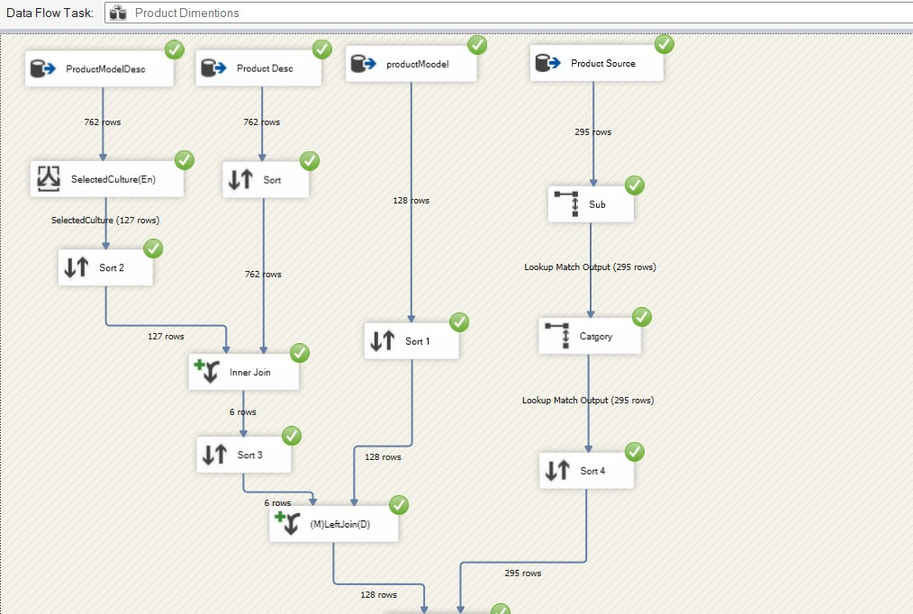 Data Flow Task: Product Dimentions
ProductModelDesc
Product Desc
productMoodel
Product Source
762 rows
762 rows
295 rows
SelectedCulture(En)
Sort
128 rows
Sub
SelectedCulture (127 rows)
Sort 2
762 rows
Lookup Match Output (295 rows)
127 rows
Sort 1
Catgory
Inner Join
6 rows
Lookup Match Output (295 rows)
Sort 3
128 rows
Sort 4
6 rows
(M)LeftJoin(D)
295 rows
128 rows